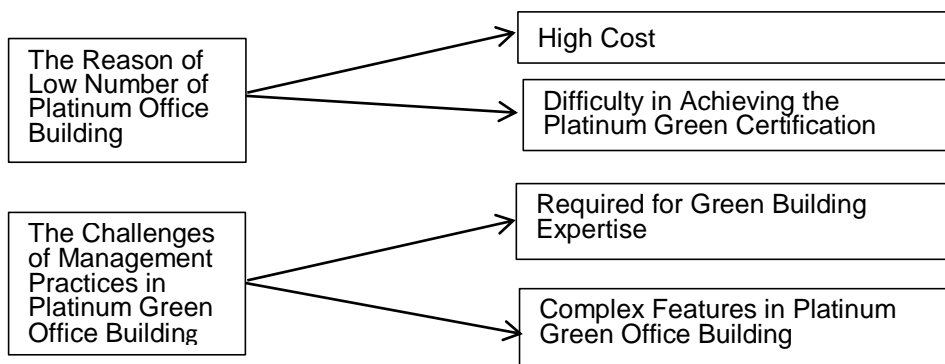 The Reason of
Low Number of
Platinum Office
Building
High Cost
Difficulty in Achieving the
Platinum Green Certification
The Challenges
of Management
Practices in
Platinum Green
Office Building
Required for Green Building
Expertise
Complex Features in Platinum
Green Office Building